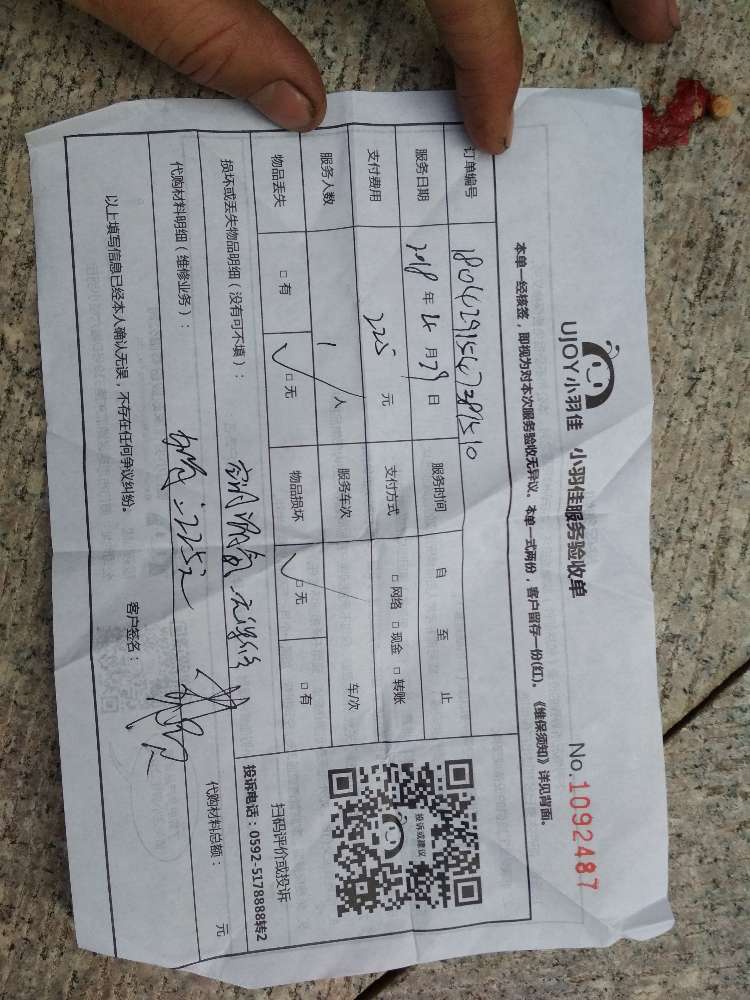 UJOY小羽佳 小羽佳服务验收单 No.1092487
本单一经核签，即视为对本次服务验收无异议。本单一式两份，客户留存一份(红)。《维保须知》详见背面。
订单编号
服务日期 2018 年 4 月 29 日 服务时间 自 至 止
支付费用 225 元 支付方式 □ 网络 □ 现金 □ 转账
服务人数 1 人 服务车次 车/次
物品丢失 □ 有 □ 无 物品损坏 □ 无 □ 有
投诉或建议
扫码评价或投诉
投诉电话：0592-5178888转2
损坏或丢失物品明细（没有可不填）：
代购材料明细（维修业务）： 代购材料总额： 元
以上填写信息已经本人确认无误，不存在任何争议纠纷。 客户签名：